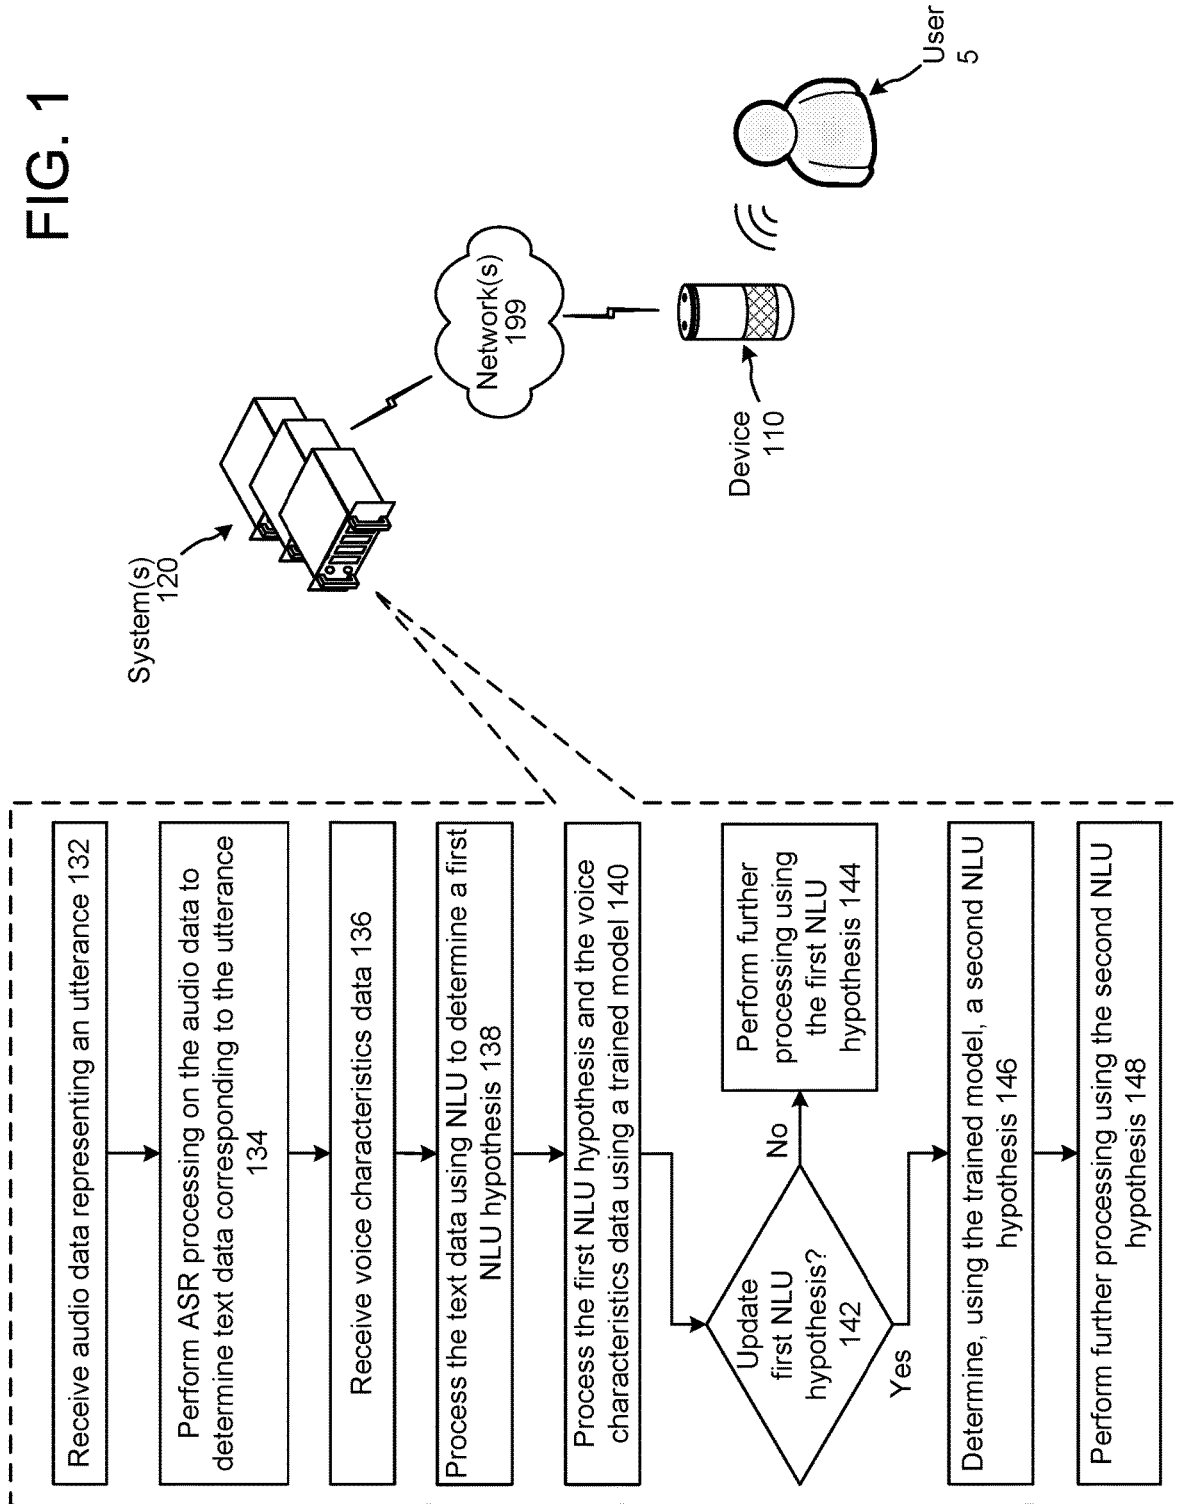 FIG. 1
System(s)
120
Network(s)
199
Device
110
User
5
Receive audio data representing an utterance 132
Perform ASR processing on the audio data to
determine text data corresponding to the utterance
134
Receive voice characteristics data 136
Process the text data using NLU to determine a first
NLU hypothesis 138
Process the first NLU hypothesis and the voice
characteristics data using a trained model 140
Update
first NLU
hypothesis?
142
No
Perform further
processing using
the first NLU
hypothesis 144
Yes
Determine, using the trained model, a second NLU
hypothesis 146
Perform further processing using the second NLU
hypothesis 148